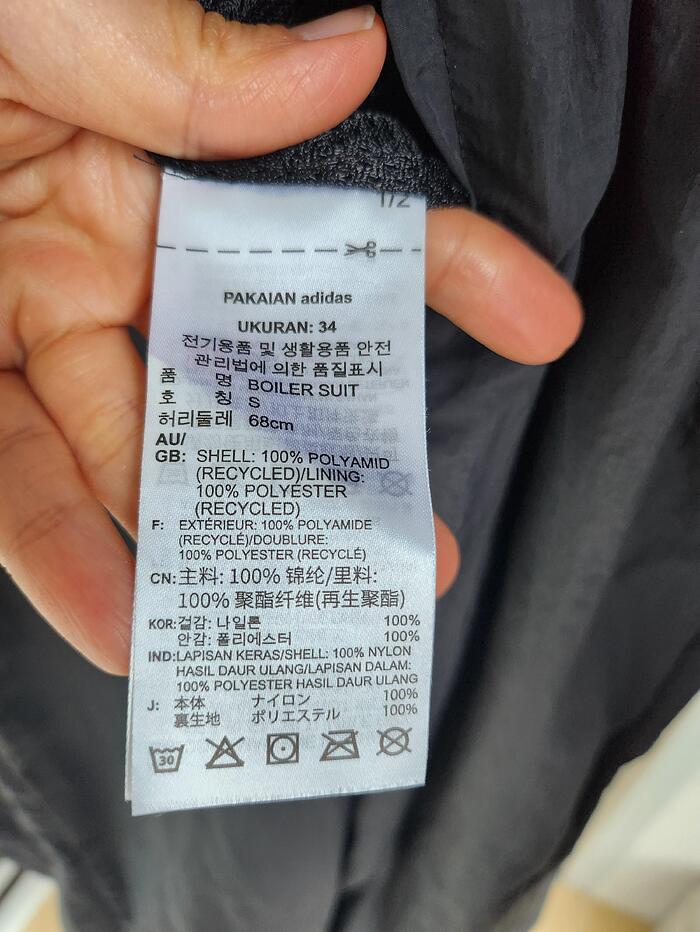 1/2
PAKAIAN adidas
UKURAN: 34
전기용품 및 생활용품 안전
관리법에 의한 품질표시
품 명 BOILER SUIT
호 칭 S
허리둘레 68cm
AU/
GB: SHELL: 100% POLYAMID
(RECYCLED)/LINING:
100% POLYESTER
(RECYCLED)
F: EXTÉRIEUR: 100% POLYAMIDE
(RECYCLÉ)/DOUBLURE:
100% POLYESTER (RECYCLÉ)
CN:主料: 100% 锦纶/里料:
100% 聚酯纤维(再生聚酯)
KOR:겉감: 나일론 100%
안감: 폴리에스터 100%
IND:LAPISAN KERAS/SHELL: 100% NYLON
HASIL DAUR ULANG/LAPISAN DALAM:
100% POLYESTER HASIL DAUR ULANG
J: 本体 ナイロン 100%
裏生地 ポリエステル 100%
30